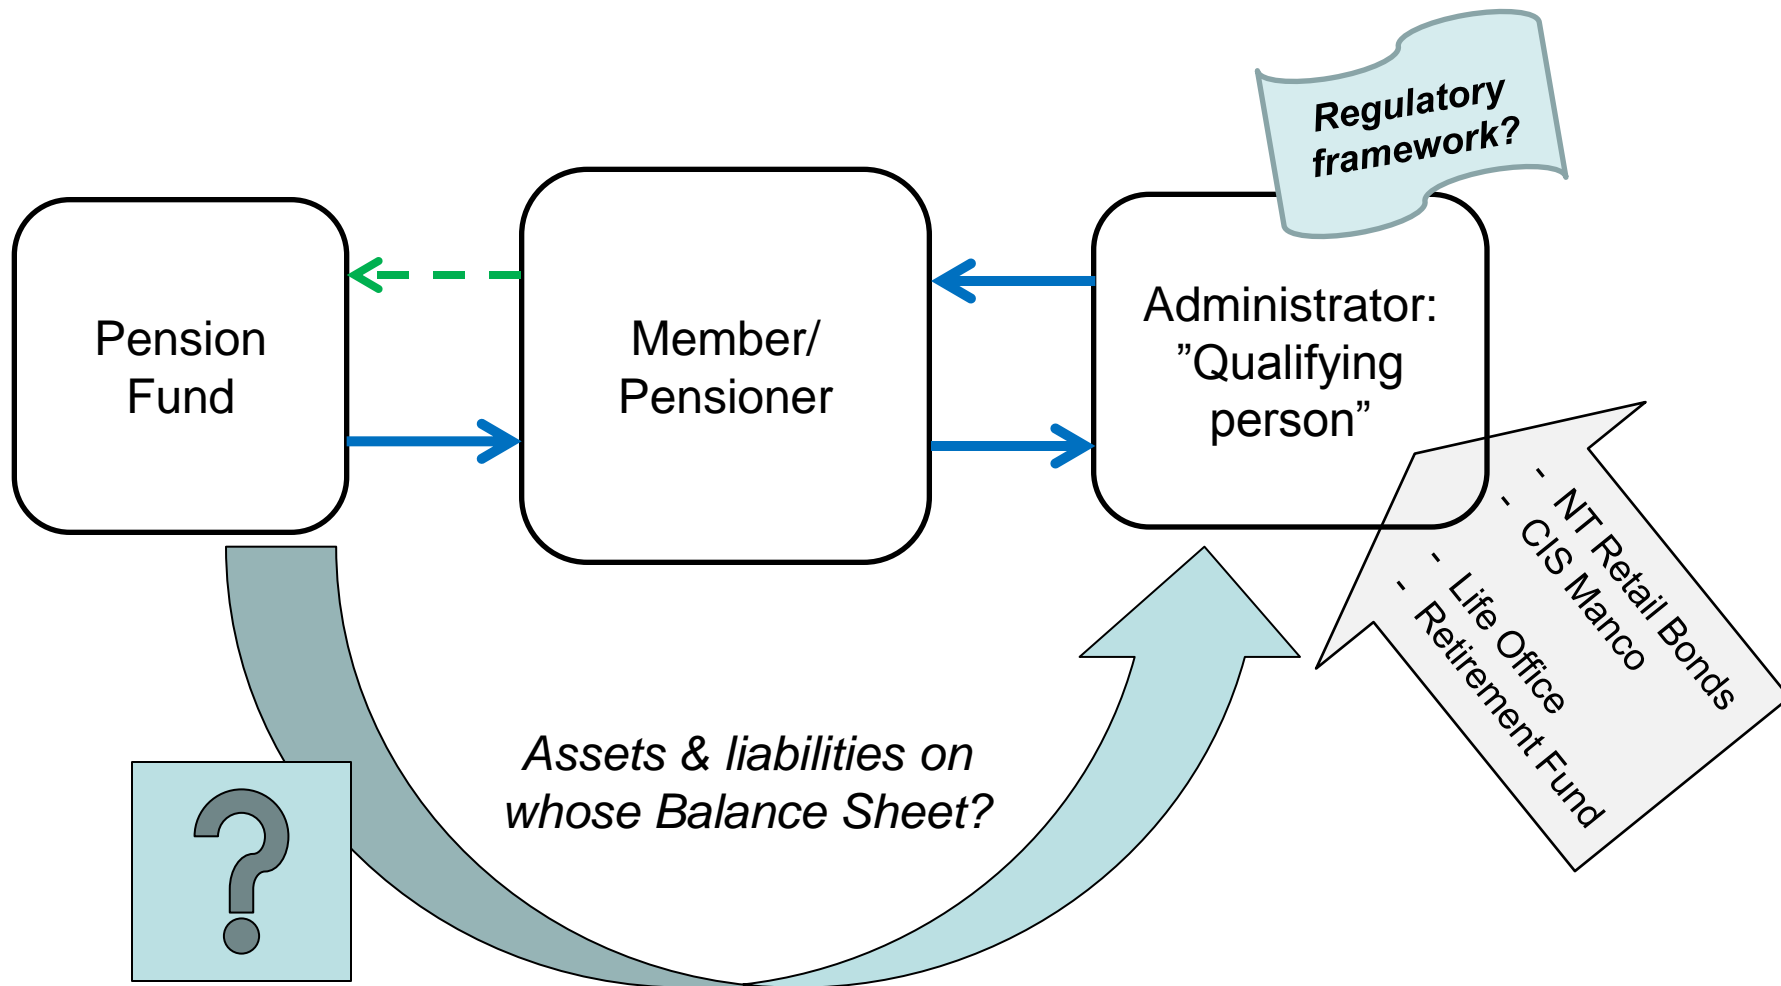 Regulatory
framework?
Pension
Fund
Member/
Pensioner
Administrator:
”Qualifying
person”
- NT Retail Bonds
- CIS Manco
- Life Office
- Retirement Fund
Assets & liabilities on
whose Balance Sheet?
?